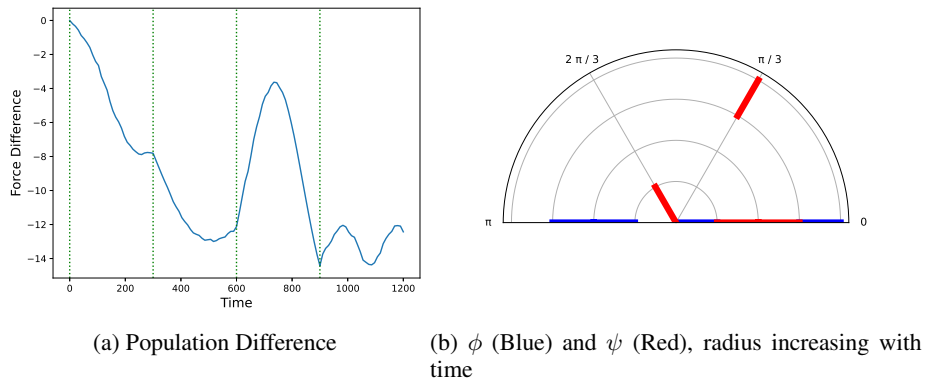 0
−2
−4
−6
−8
−10
−12
−14
Force Difference
0 200 400 600 800 1000 1200
Time
2 π / 3
π / 3
π
0
(a) Population Difference
(b) ϕ (Blue) and ψ (Red), radius increasing with
time